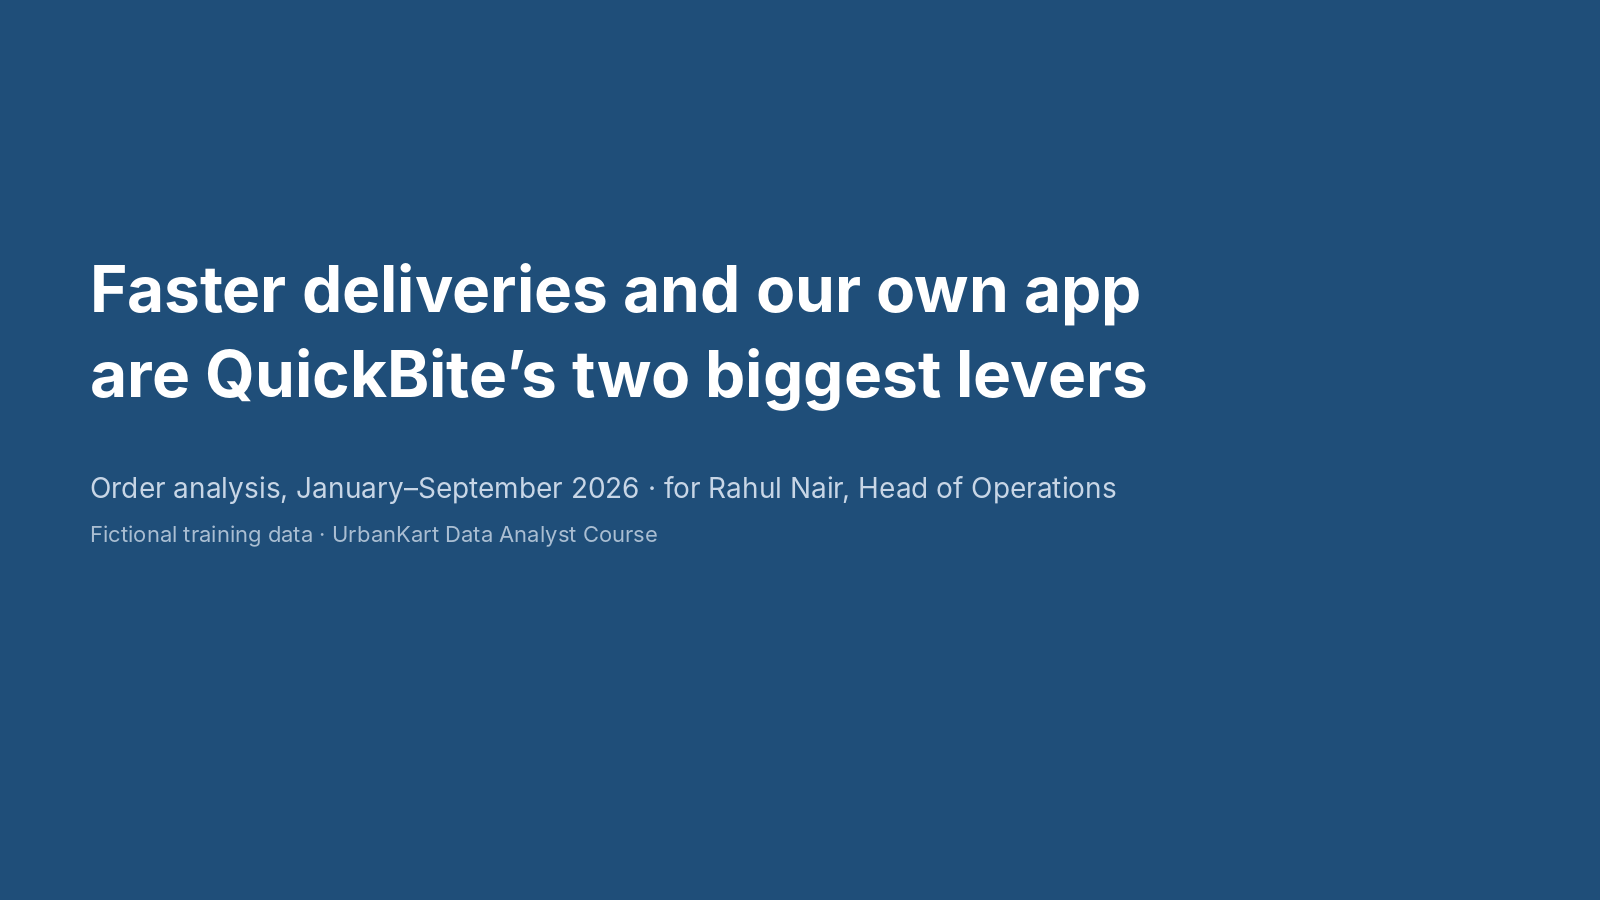 Faster deliveries and our own app
are QuickBite’s two biggest levers
Order analysis, January–September 2026 · for Rahul Nair, Head of Operations
Fictional training data · UrbanKart Data Analyst Course